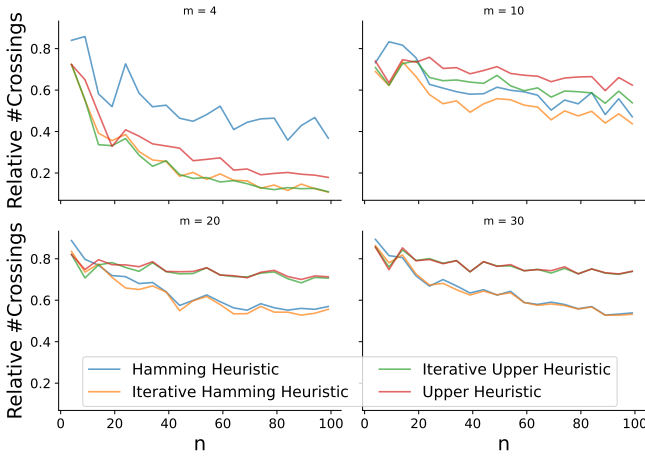 m = 4
m = 10
Relative #Crossings
0.8
0.6
0.4
0.2
m = 20
m = 30
Relative #Crossings
0.8
0.6
0.4
0.2
Hamming Heuristic
Iterative Hamming Heuristic
Iterative Upper Heuristic
Upper Heuristic
0 20 40 60 80 100
0 20 40 60 80 100
n
n